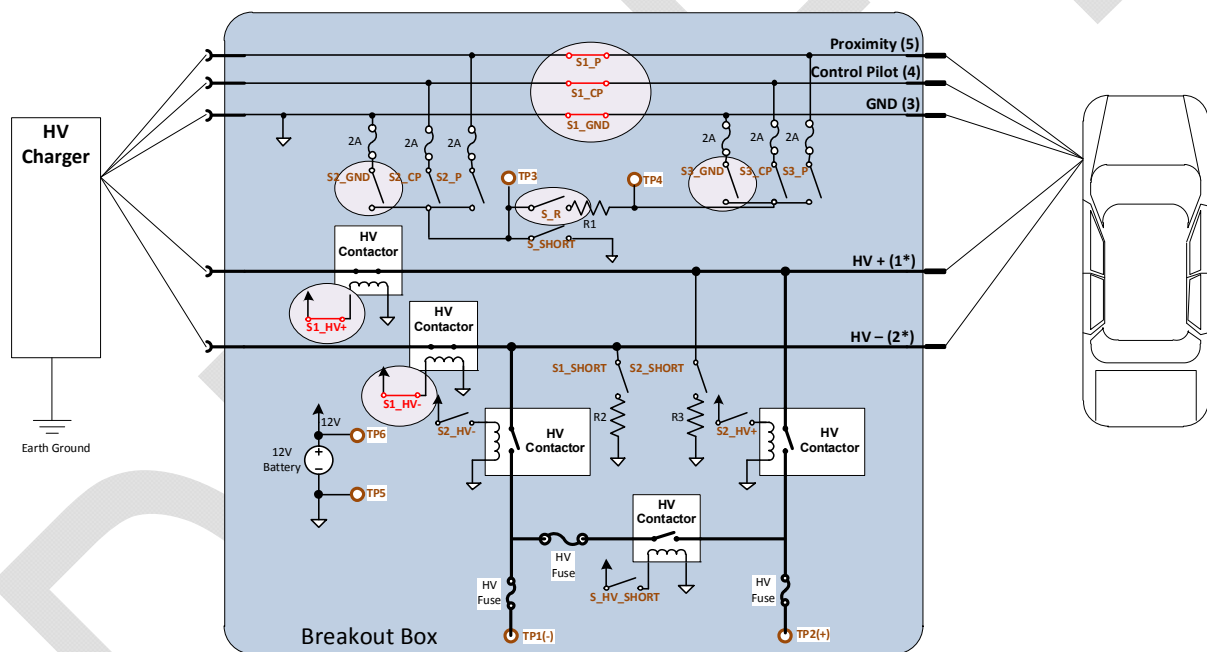 Proximity (5)
S1_P
Control Pilot (4)
S1_CP
GND (3)
S1_GND
HV
Charger
2A
2A
2A
2A
2A
2A
S2_GND
S2_CP
S2_P
TP3
TP4
S3_GND
S3_CP
S3_P
S_R
R1
S_SHORT
HV
Contactor
HV + (1*)
S1_HV+
HV
Contactor
HV – (2*)
S1_SHORT
S2_SHORT
S1_HV-
R2
R3
S2_HV-
S2_HV+
HV
Contactor
HV
Contactor
12V
TP6
12V
Battery
+
−
TP5
Earth Ground
HV
Contactor
HV
Fuse
S_HV_SHORT
HV
Fuse
HV
Fuse
TP1(-)
TP2(+)
Breakout Box